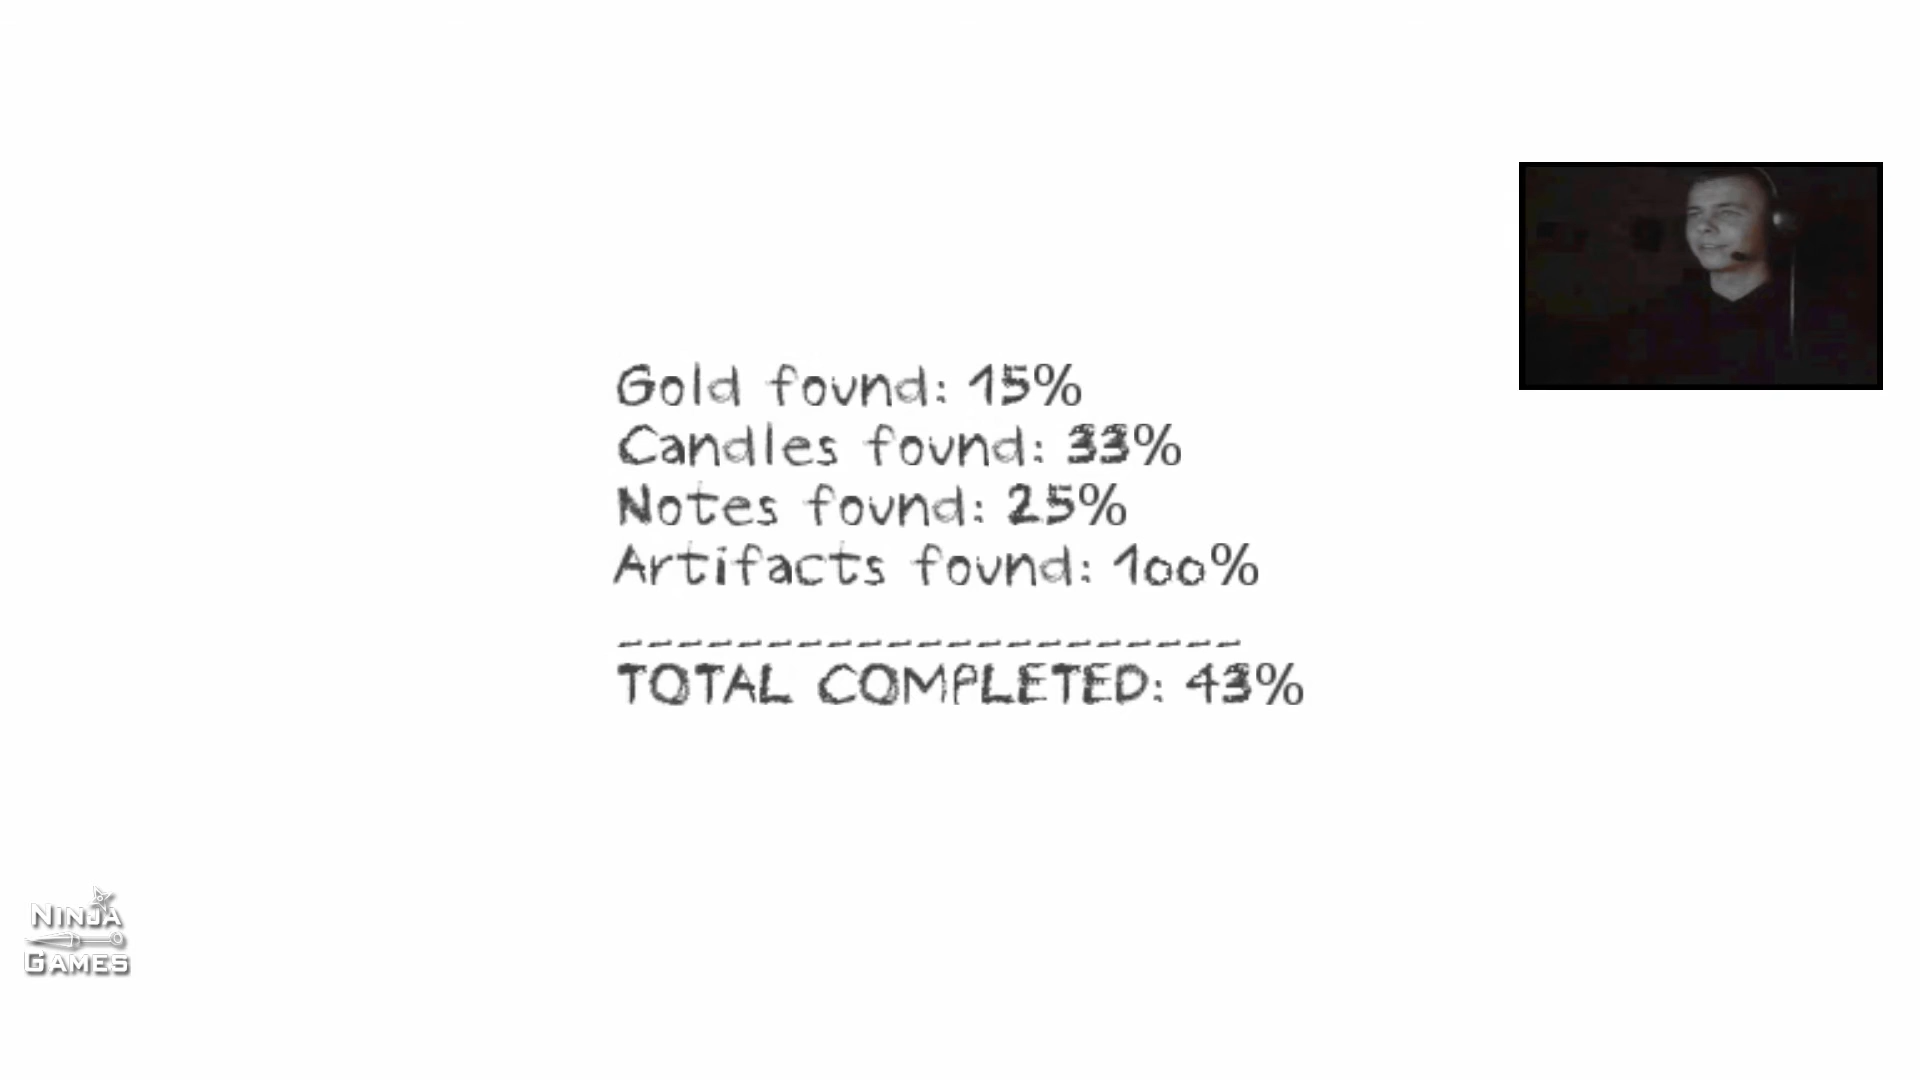 Gold found: 15%
Candles found: 33%
Notes found: 25%
Artifacts found: 100%
---------------------
TOTAL COMPLETED: 43%
NINJA
GAMES